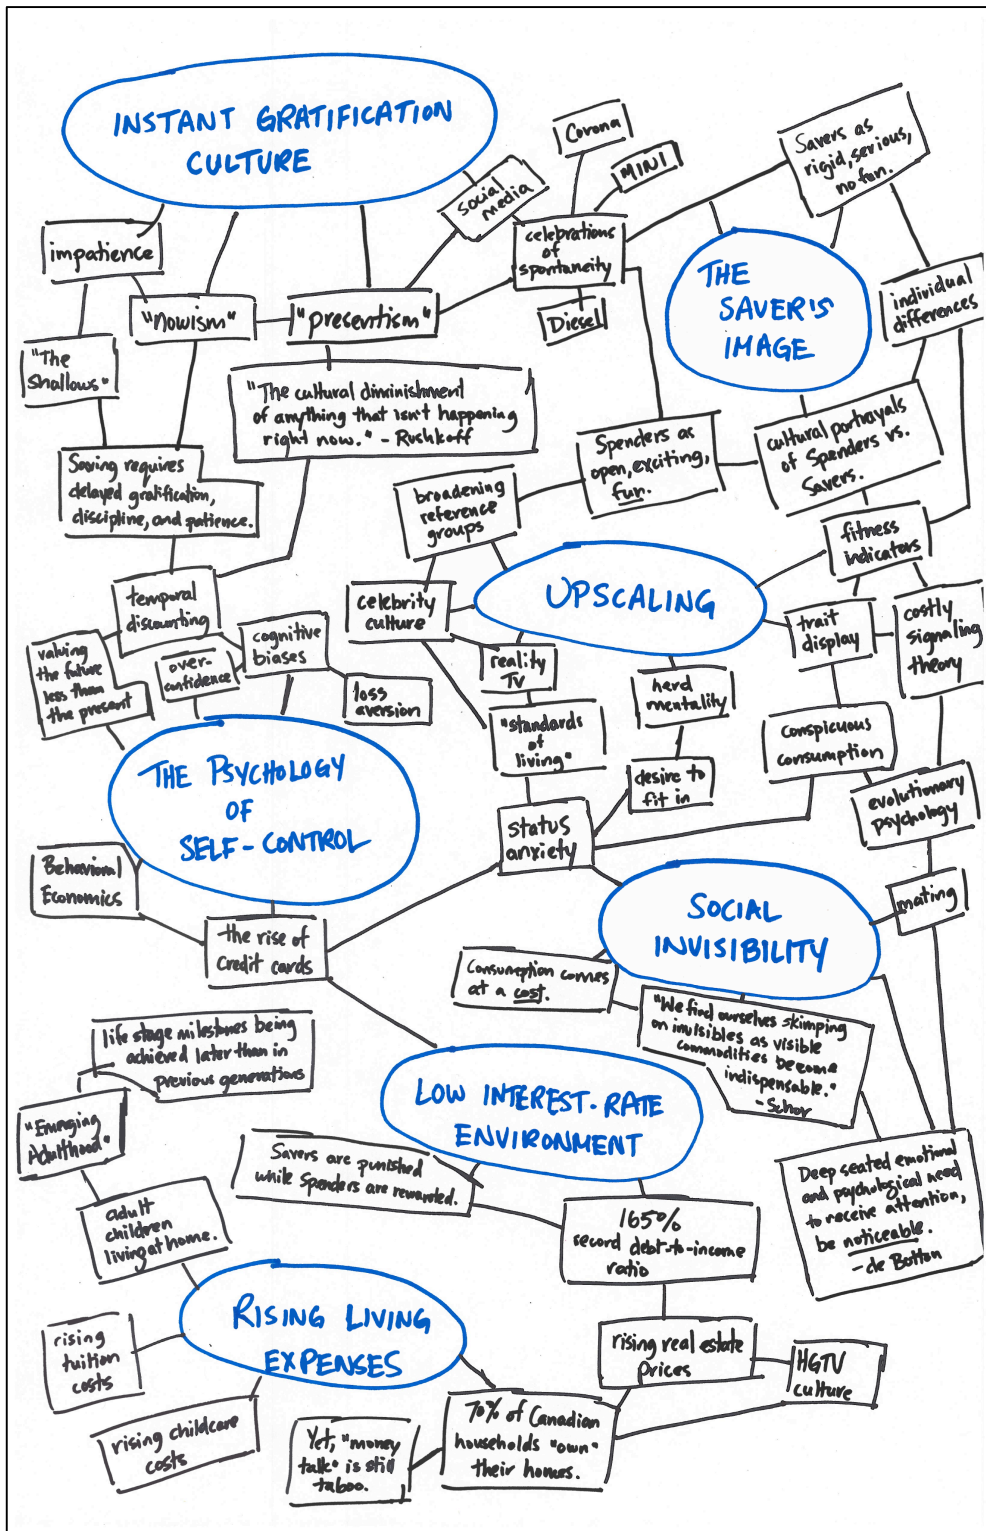 INSTANT GRATIFICATION
CULTURE
Corona
MINI
Savers as
rigid, serious,
no fun.
social
media
celebrations
of
spontaneity
Diesel
impatience
"nowism"
"presentism"
THE
SAVER'S
IMAGE
individual
differences
"The
Shallows"
"The cultural diminishment
of anything that isn't happening
right now." - Rushkoff
Saving requires
delayed gratification,
discipline, and patience.
broadening
reference
groups
Spenders as
open, exciting,
fun.
cultural portrayals
of Spenders vs.
Savers.
fitness
indicators
temporal
discounting
celebrity
culture
UPSCALING
trait
display
costly
signaling
theory
valuing
the future
less than
the present
over-
confidence
cognitive
biases
loss
aversion
reality
TV
herd
mentality
"standards
of
living"
conspicuous
consumption
THE PSYCHOLOGY
OF
SELF-CONTROL
desire to
fit in
evolutionary
psychology
status
anxiety
Behavioral
Economics
the rise of
credit cards
SOCIAL
INVISIBILITY
mating
Consumption comes
at a cost.
"We find ourselves skimping
on invisibles as visible
commodities become
indispensable."
- Schor
life stage milestones being
achieved later than in
previous generations
LOW INTEREST-RATE
ENVIRONMENT
"Emerging
Adulthood"
Savers are punished
while Spenders are rewarded.
Deep seated emotional
and psychological need
to receive attention,
be noticeable.
- de Botton
adult
children
living at home.
165%
record debt-to-income
ratio
RISING LIVING
EXPENSES
rising
tuition
costs
rising real estate
prices
HGTV
culture
rising childcare
costs
Yet, "money
talk" is still
taboo.
70% of Canadian
households "own"
their homes.